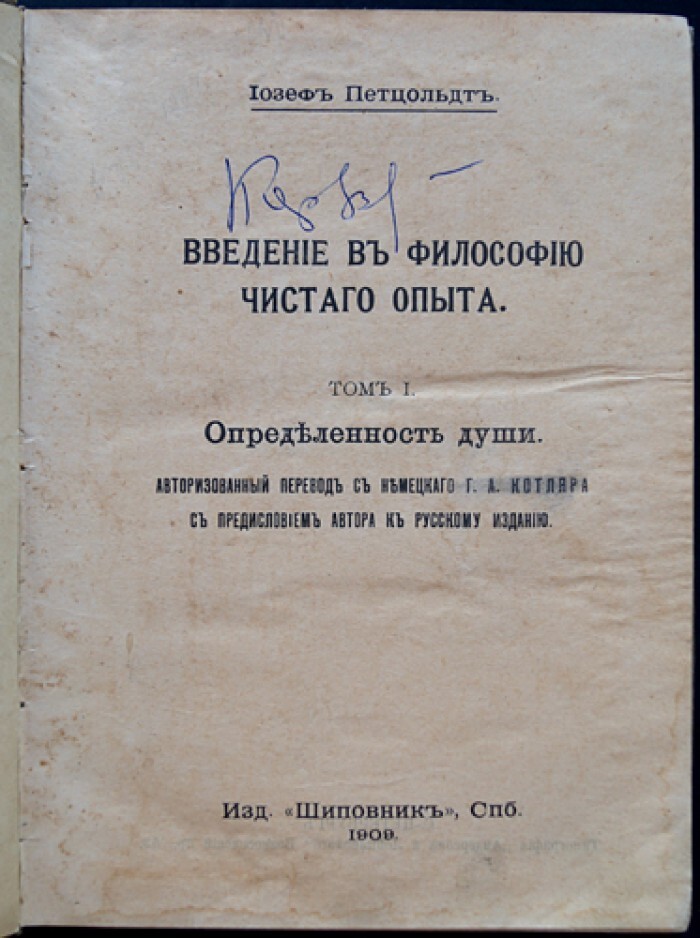 Іозефъ Петцольдтъ.
ВВЕДЕНІЕ ВЪ ФИЛОСОФІЮ
ЧИСТАГО ОПЫТА.
ТОМЪ I.
Опредѣленность души.
АВТОРИЗОВАННЫЙ ПЕРЕВОДЪ СЪ НѢМЕЦКАГО Г. А. КОТЛЯРА
СЪ ПРЕДИСЛОВІЕМЪ АВТОРА КЪ РУССКОМУ ИЗДАНІЮ.
Изд. «Шиповникъ», Спб.
1909.